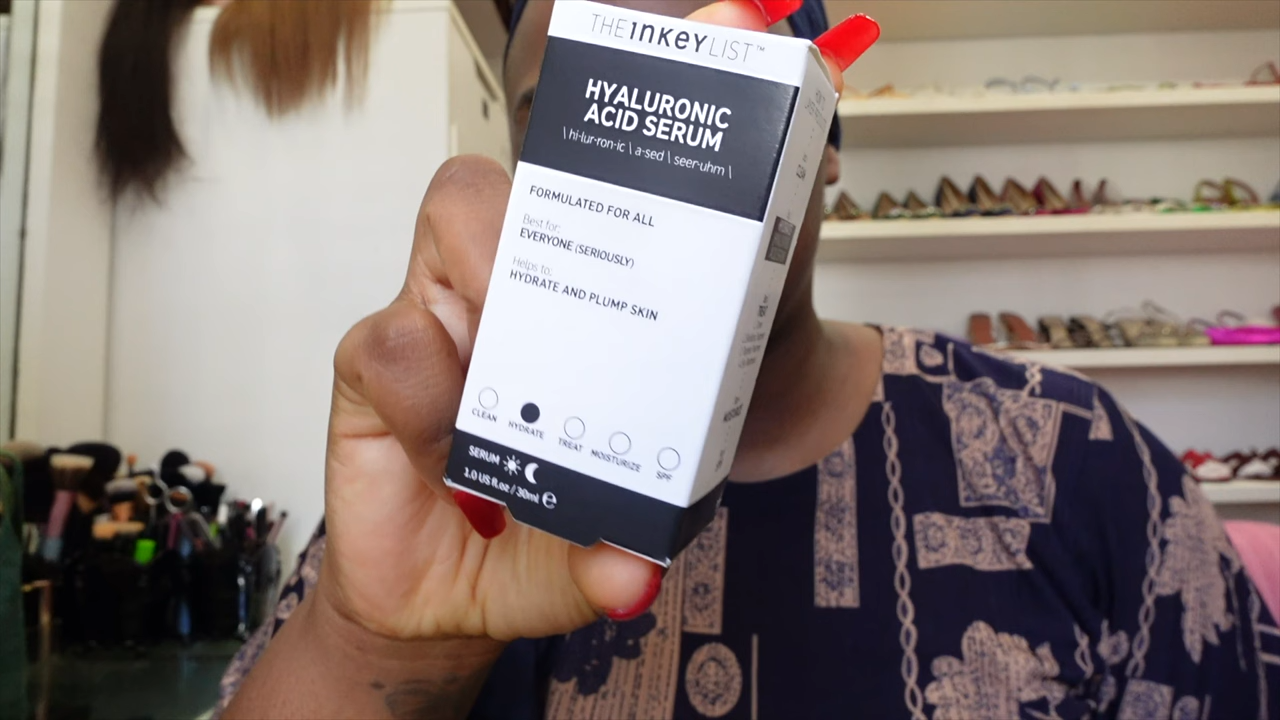 THE INKEY LIST™
HYALURONIC
ACID SERUM
\ hi-lur-ron-ic \ a-sed \ seer-uhm \
FORMULATED FOR ALL
Best for:
EVERYONE (SERIOUSLY)
Helps to:
HYDRATE AND PLUMP SKIN
CLEAN
HYDRATE
TREAT
MOISTURIZE
SPF
SERUM
1.0 US fl.oz // 30ml ℮